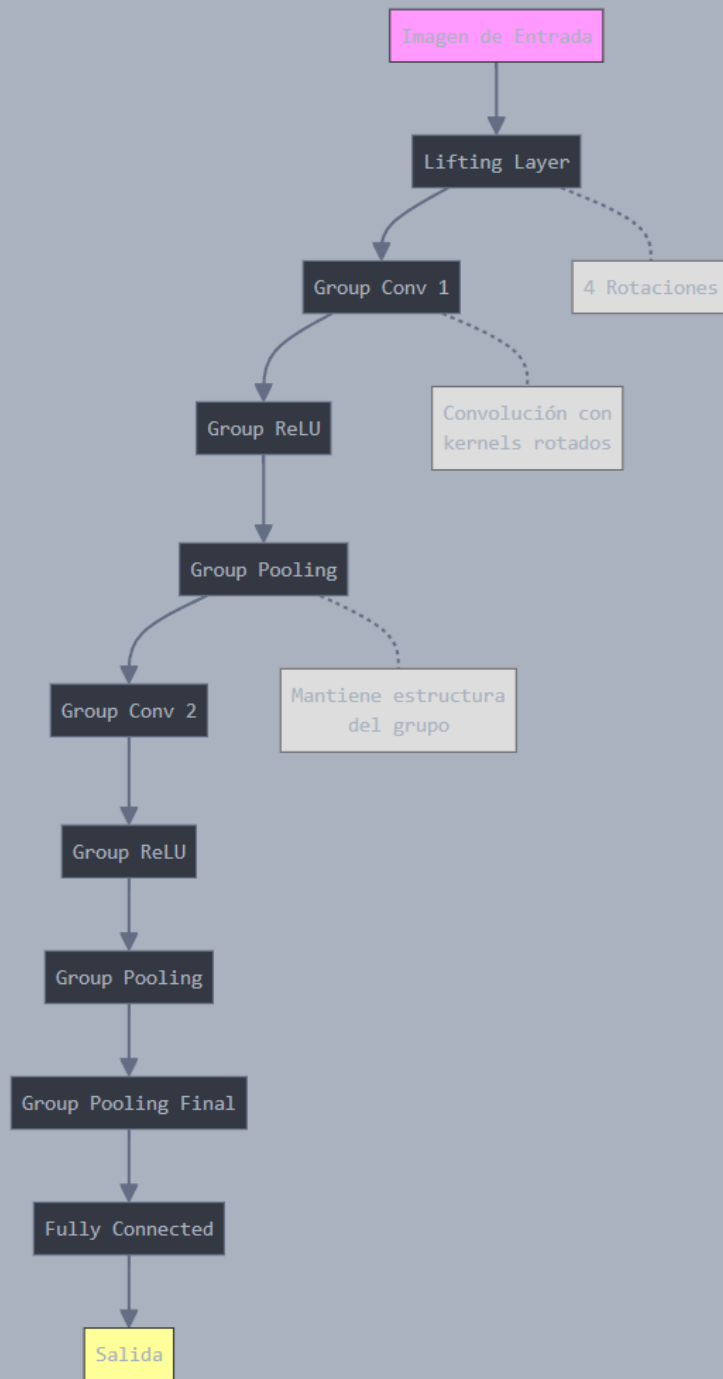 Imagen de Entrada
Lifting Layer
Group Conv 1
4 Rotaciones
Group ReLU
Convolución con
kernels rotados
Group Pooling
Group Conv 2
Mantiene estructura
del grupo
Group ReLU
Group Pooling
Group Pooling Final
Fully Connected
Salida